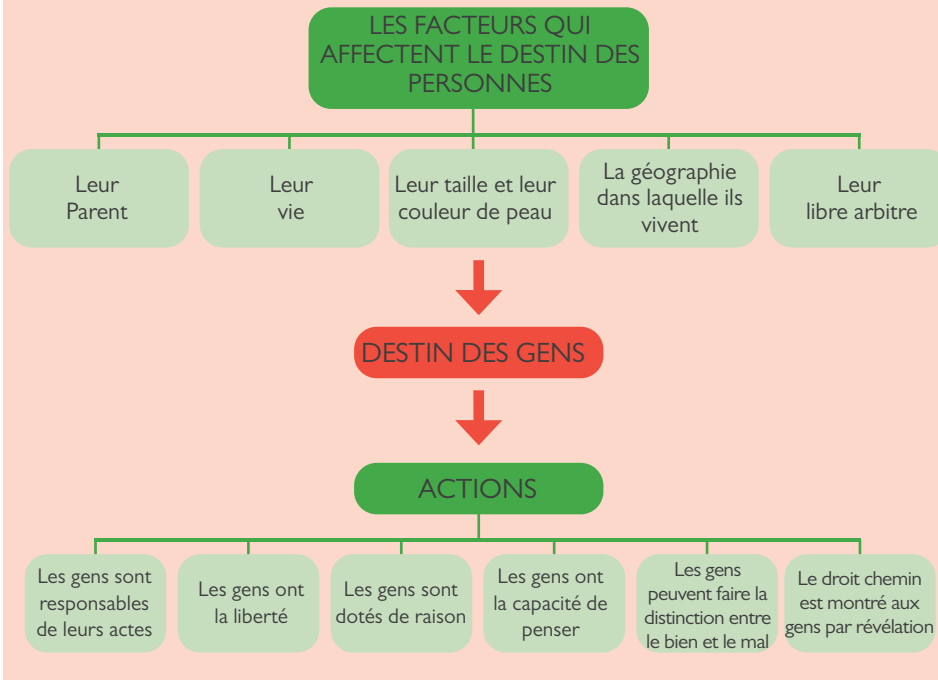 LES FACTEURS QUI
AFFECTENT LE DESTIN DES
PERSONNES
Leur
Parent
Leur
vie
Leur taille et leur
couleur de peau
La géographie
dans laquelle ils
vivent
Leur
libre arbitre
DESTIN DES GENS
ACTIONS
Les gens sont
responsables
de leurs actes
Les gens ont
la liberté
Les gens sont
dotés de raison
Les gens ont
la capacité de
penser
Les gens
peuvent faire la
distinction entre
le bien et le mal
Le droit chemin
est montré aux
gens par révélation